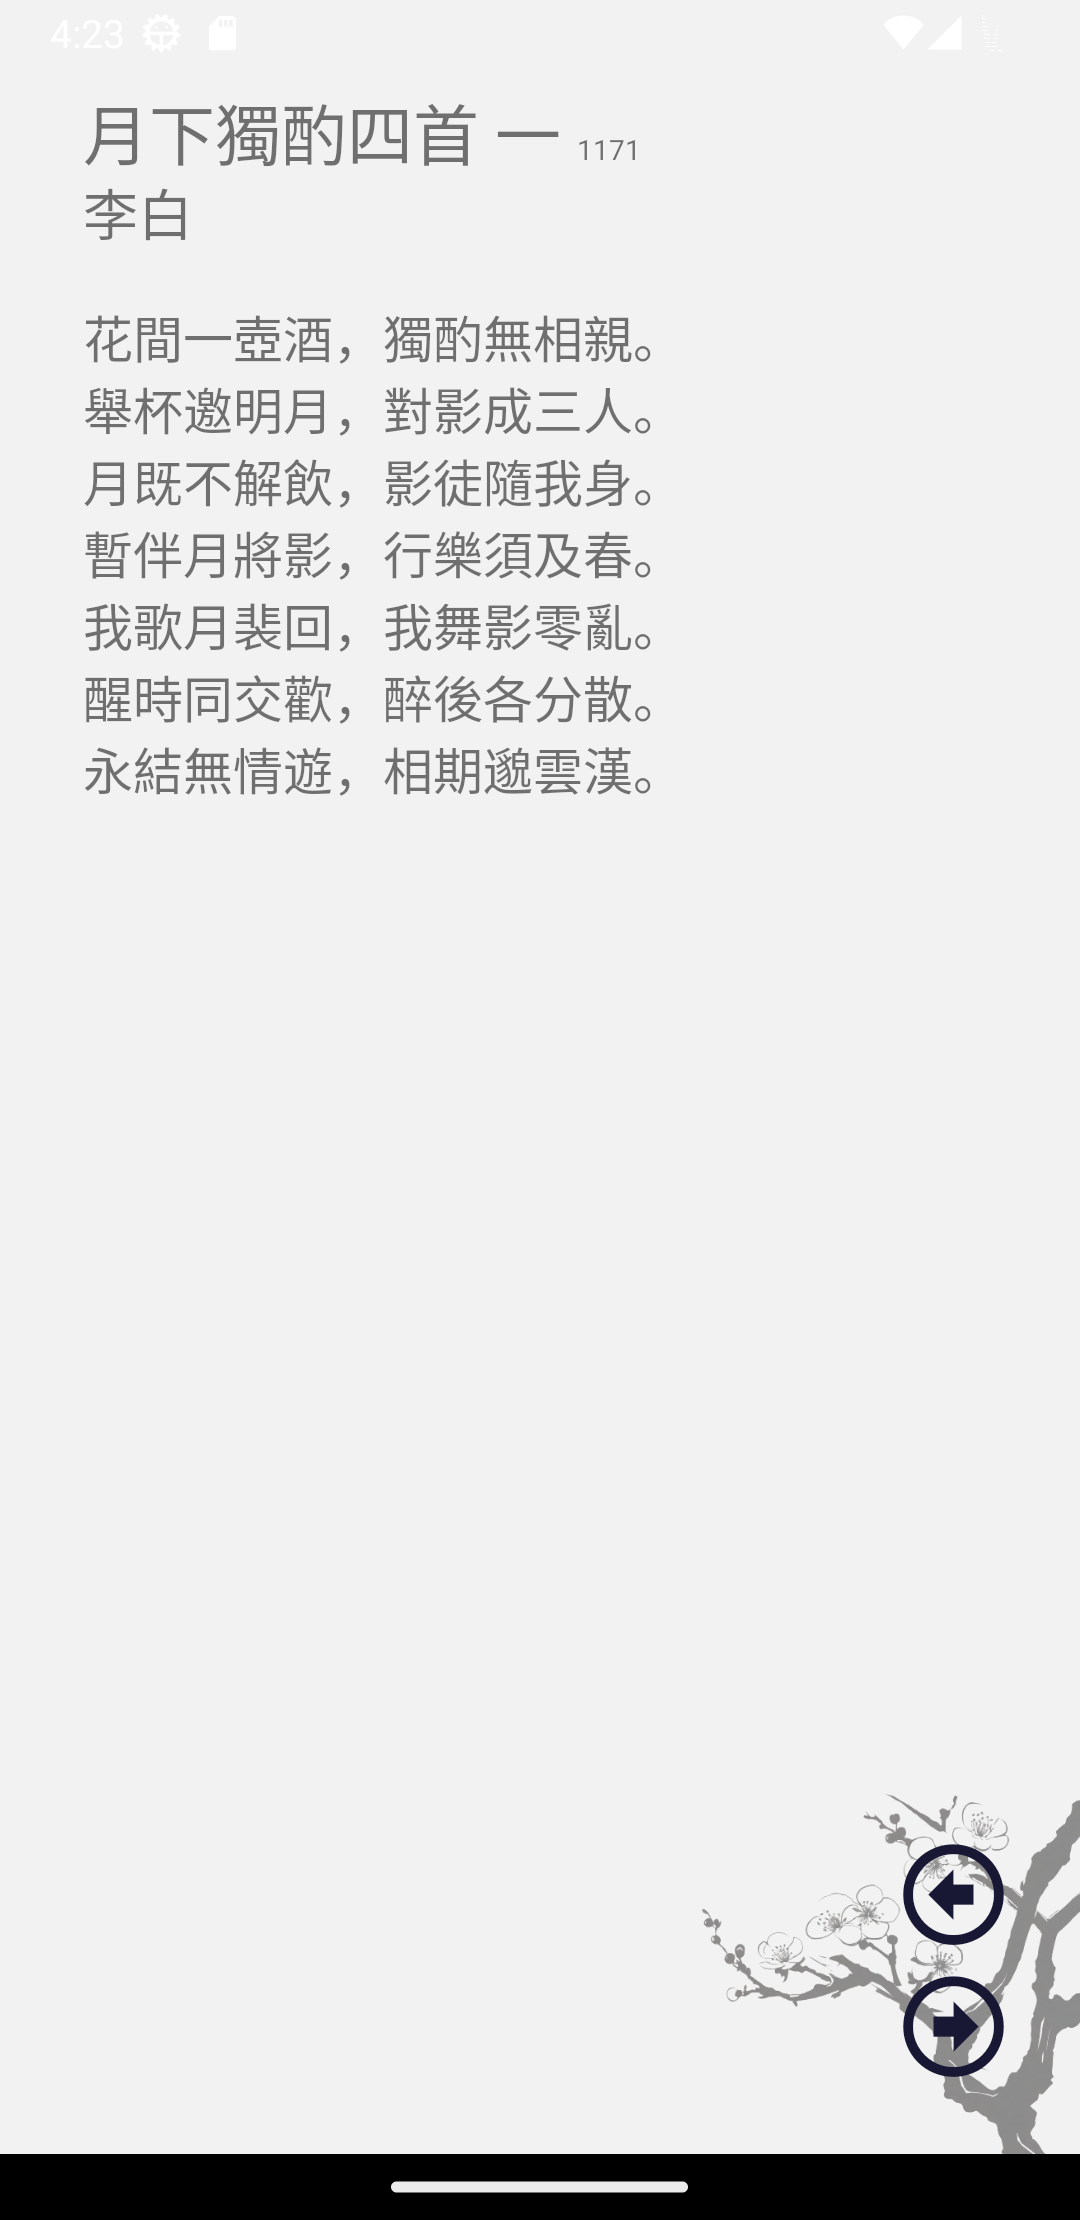 4:23
月下獨酌四首 一 1171
李白
花間一壺酒，獨酌無相親。
舉杯邀明月，對影成三人。
月既不解飲，影徒隨我身。
暫伴月將影，行樂須及春。
我歌月裴回，我舞影零亂。
醒時同交歡，醉後各分散。
永結無情遊，相期邈雲漢。